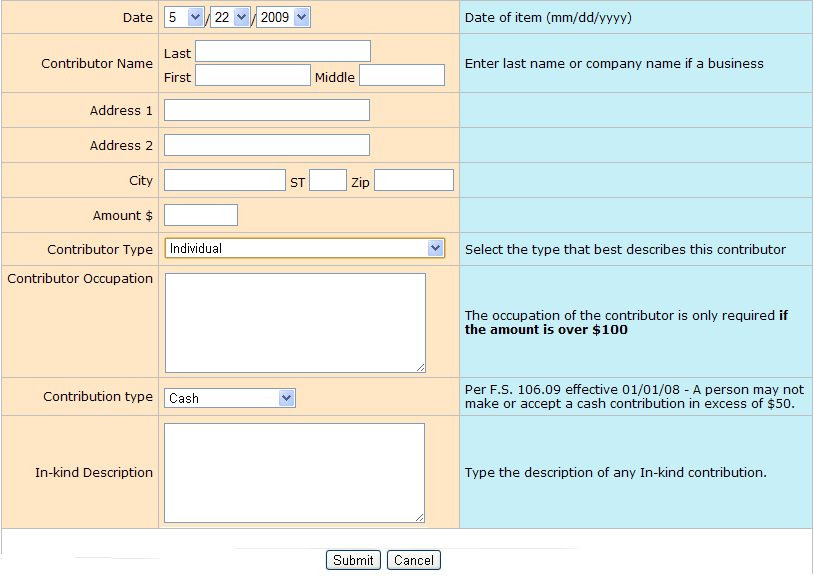 Date 5 / 22 / 2009 Date of item (mm/dd/yyyy)
Last
Contributor Name Enter last name or company name if a business
First Middle
Address 1
Address 2
City ST Zip
Amount $
Contributor Type Individual Select the type that best describes this contributor
Contributor Occupation
The occupation of the contributor is only required if
the amount is over $100
Contribution type Cash
Per F.S. 106.09 effective 01/01/08 - A person may not
make or accept a cash contribution in excess of $50.
In-kind Description Type the description of any In-kind contribution.
Submit Cancel